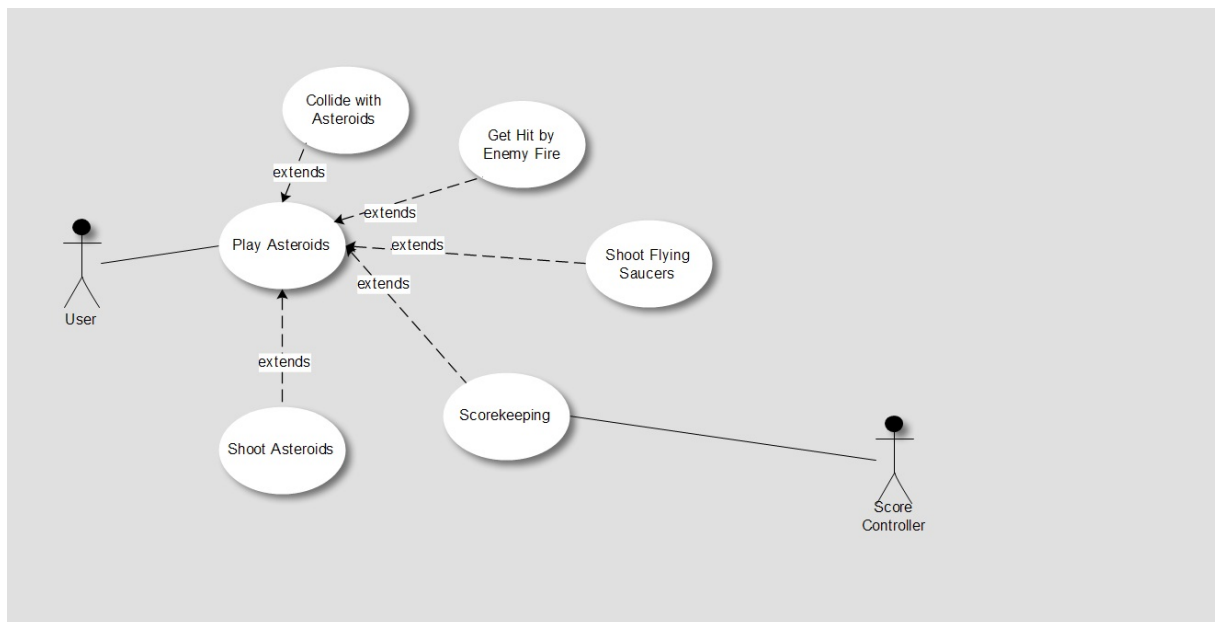 Collide with
Asteroids
Get Hit by
Enemy Fire
extends
extends
Play Asteroids
extends
Shoot Flying
Saucers
extends
User
extends
Scorekeeping
Shoot Asteroids
Score
Controller